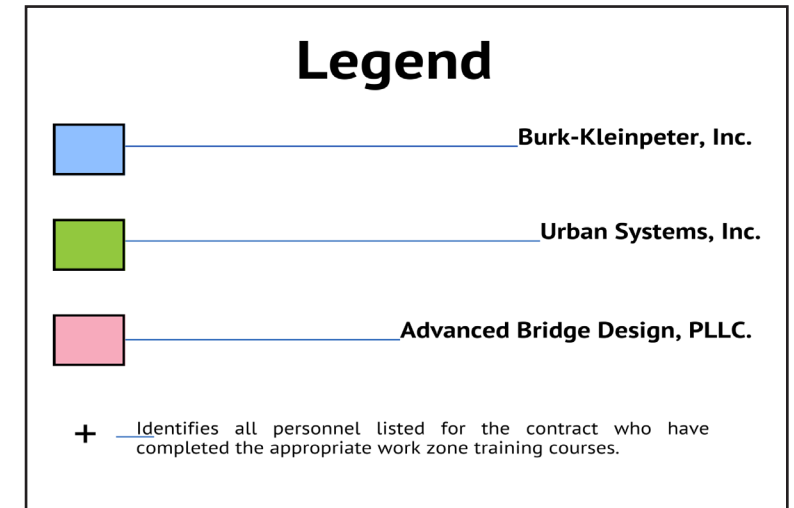 Legend
Burk-Kleinpeter, Inc.
Urban Systems, Inc.
Advanced Bridge Design, PLLC.
+ Identifies all personnel listed for the contract who have
completed the appropriate work zone training courses.